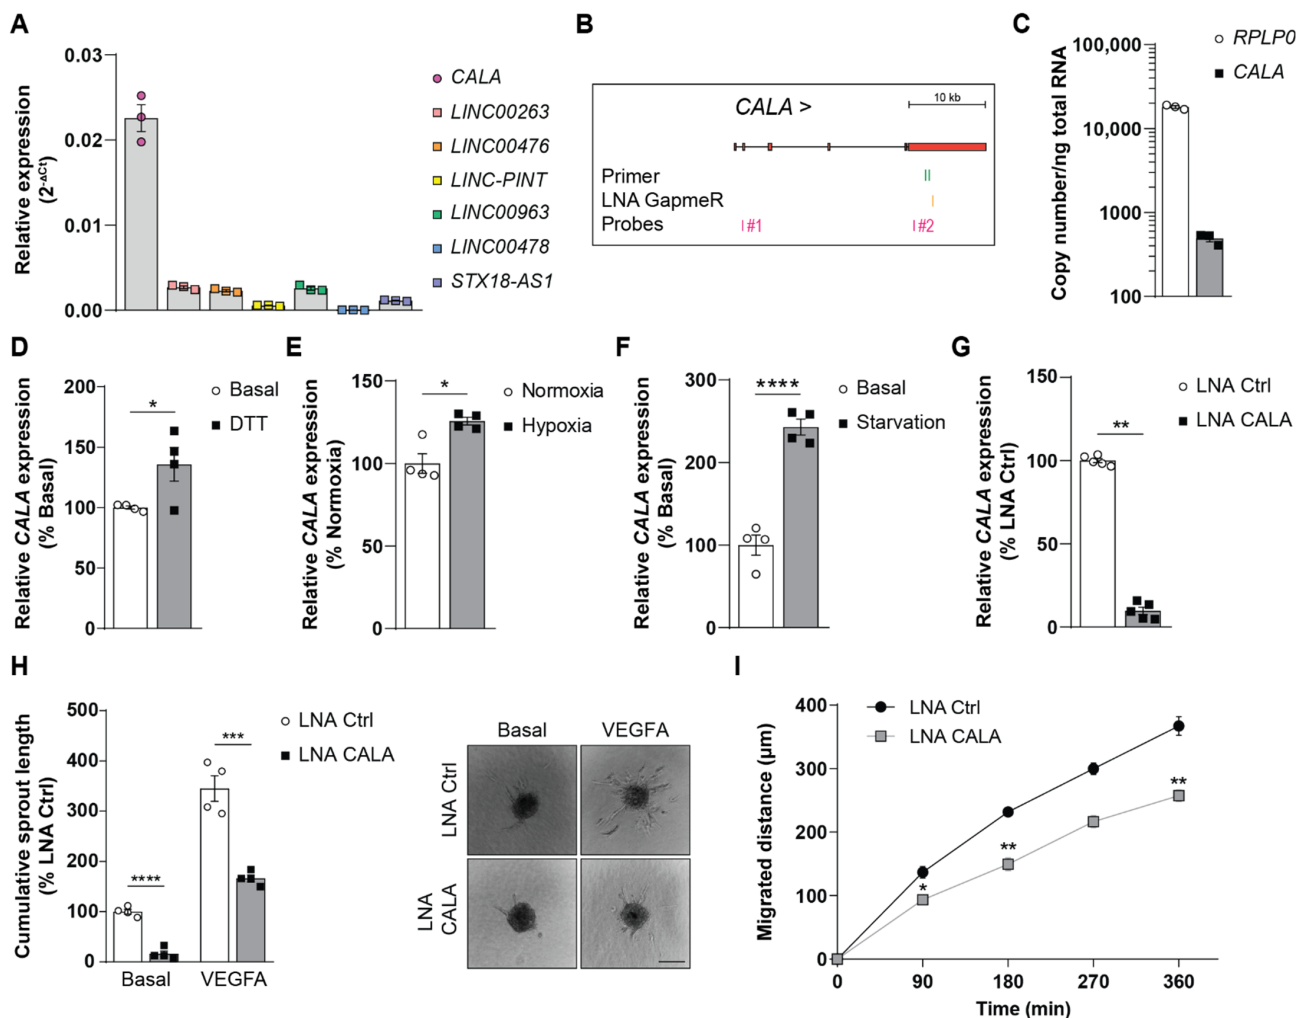 A
Relative expression
(2-ΔCt)
0.03
0.02
0.01
0.00
CALA
LINC00263
LINC00476
LINC-PINT
LINC00963
LINC00478
STX18-AS1
B
CALA >
10 kb
Primer
LNA GapmeR
Probes
#1
#2
C
Copy number/ng total RNA
100,000
10,000
1000
100
RPLP0
CALA
D
Relative CALA expression
(% Basal)
200
150
100
50
0
*
Basal
DTT
E
Relative CALA expression
(% Normoxia)
150
100
50
0
*
Normoxia
Hypoxia
F
Relative CALA expression
(% Basal)
300
200
100
0
****
Basal
Starvation
G
Relative CALA expression
(% LNA Ctrl)
150
100
50
0
**
LNA Ctrl
LNA CALA
H
Cumulative sprout length
(% LNA Ctrl)
500
400
300
200
100
0
****
***
Basal
VEGFA
LNA Ctrl
LNA CALA
Basal
VEGFA
LNA Ctrl
LNA
CALA
I
Migrated distance (µm)
400
300
200
100
0
LNA Ctrl
LNA CALA
*
**
**
0
90
180
270
360
Time (min)